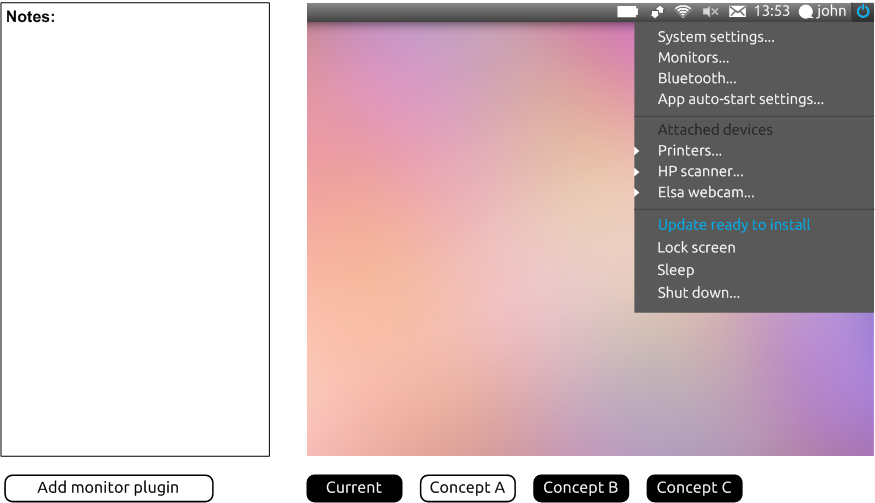 Notes:
13:53 john
System settings...
Monitors...
Bluetooth...
App auto-start settings...
Attached devices
Printers...
HP scanner...
Elsa webcam...
Update ready to install
Lock screen
Sleep
Shut down...
Add monitor plugin
Current
Concept A
Concept B
Concept C